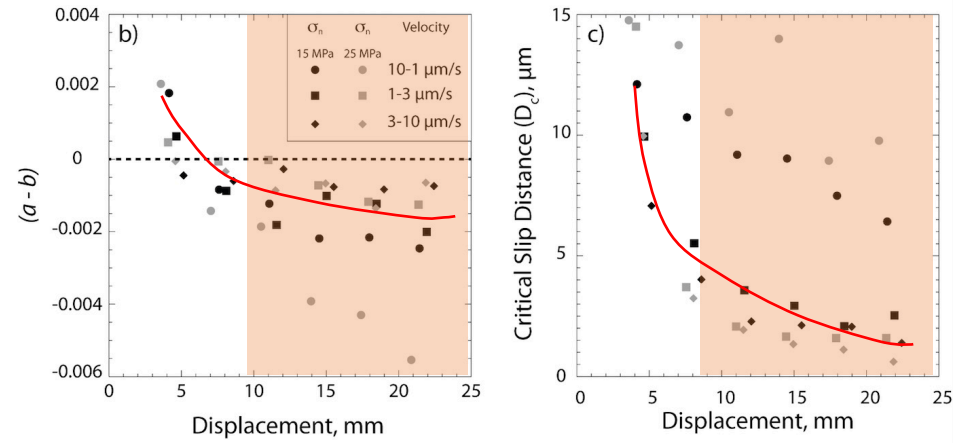 b)
σn σn Velocity
15 MPa 25 MPa
10-1 µm/s
1-3 µm/s
3-10 µm/s
0.004
0.002
0
-0.002
-0.004
-0.006
(a - b)
0 5 10 15 20 25
Displacement, mm
c)
15
10
5
0
Critical Slip Distance (Dc), µm
0 5 10 15 20 25
Displacement, mm